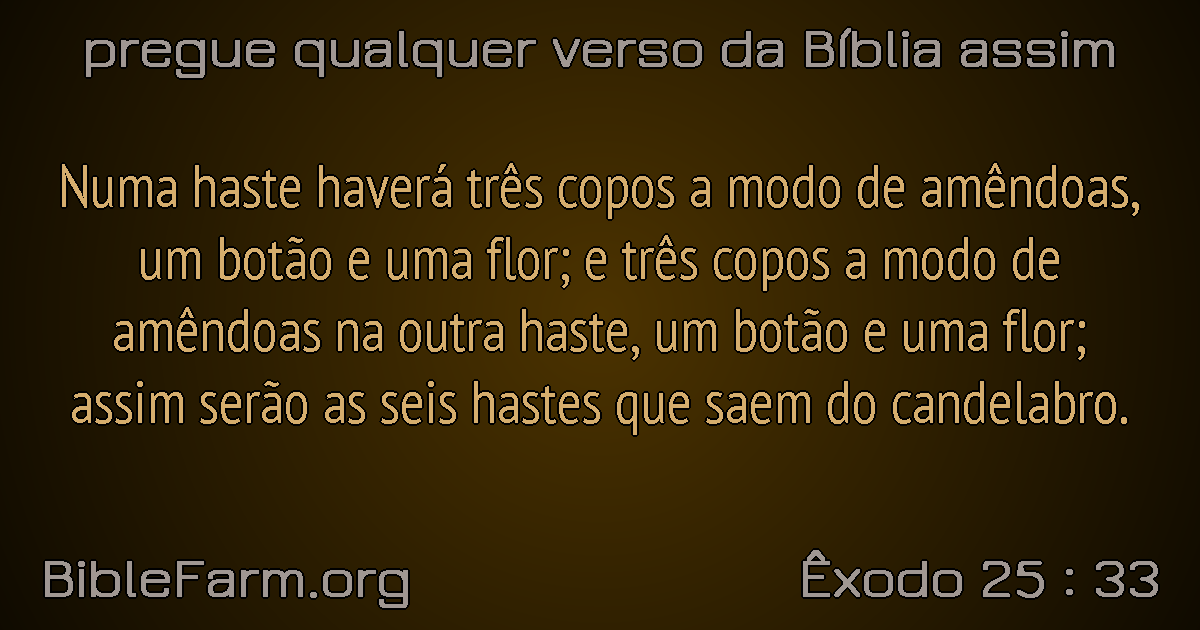 pregue qualquer verso da Bíblia assim
Numa haste haverá três copos a modo de amêndoas,
um botão e uma flor; e três copos a modo de
amêndoas na outra haste, um botão e uma flor;
assim serão as seis hastes que saem do candelabro.
BibleFarm.org
Êxodo 25 : 33